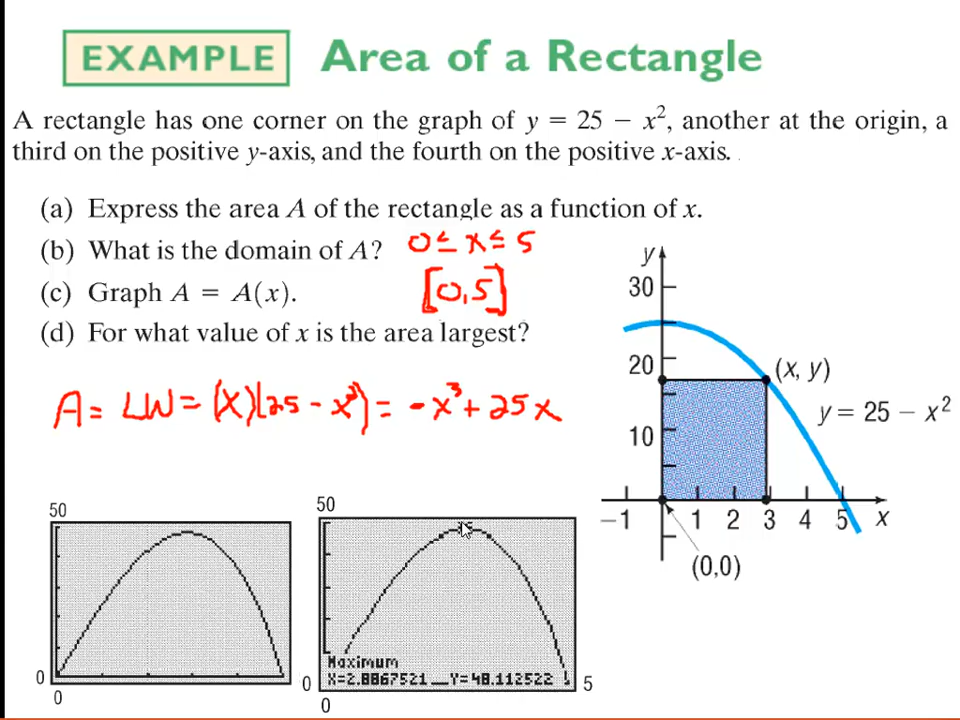 EXAMPLE Area of a Rectangle
A rectangle has one corner on the graph of y = 25 − x², another at the origin, a
third on the positive y-axis, and the fourth on the positive x-axis.
(a) Express the area A of the rectangle as a function of x.
(b) What is the domain of A? 0 ≤ x ≤ 5
(c) Graph A = A(x). [0,5]
(d) For what value of x is the area largest?
A = LW = (x)(25 − x²) = −x³ + 25x
y
30
20
10
(x, y)
y = 25 − x²
−1 1 2 3 4 5 x
(0,0)
50
0
0
50
Maximum
X=2.8867521 Y=48.112522
0 5
0